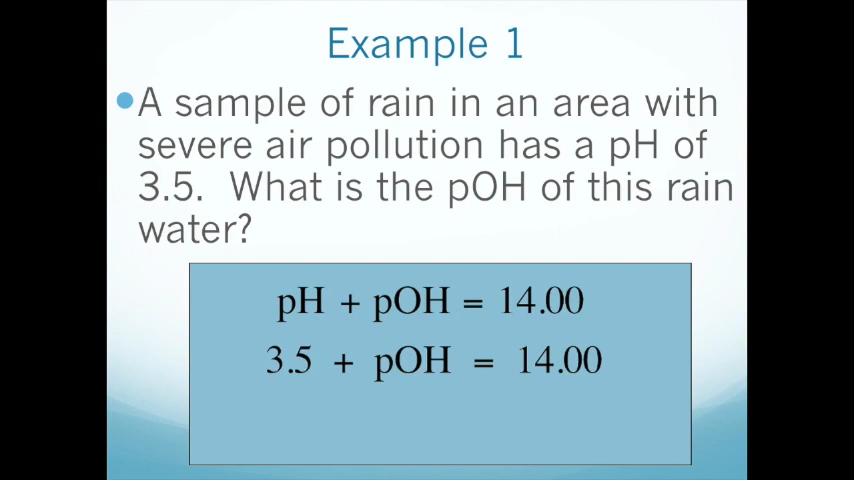 Example 1
A sample of rain in an area with
severe air pollution has a pH of
3.5. What is the pOH of this rain
water?
pH + pOH = 14.00
3.5 + pOH = 14.00